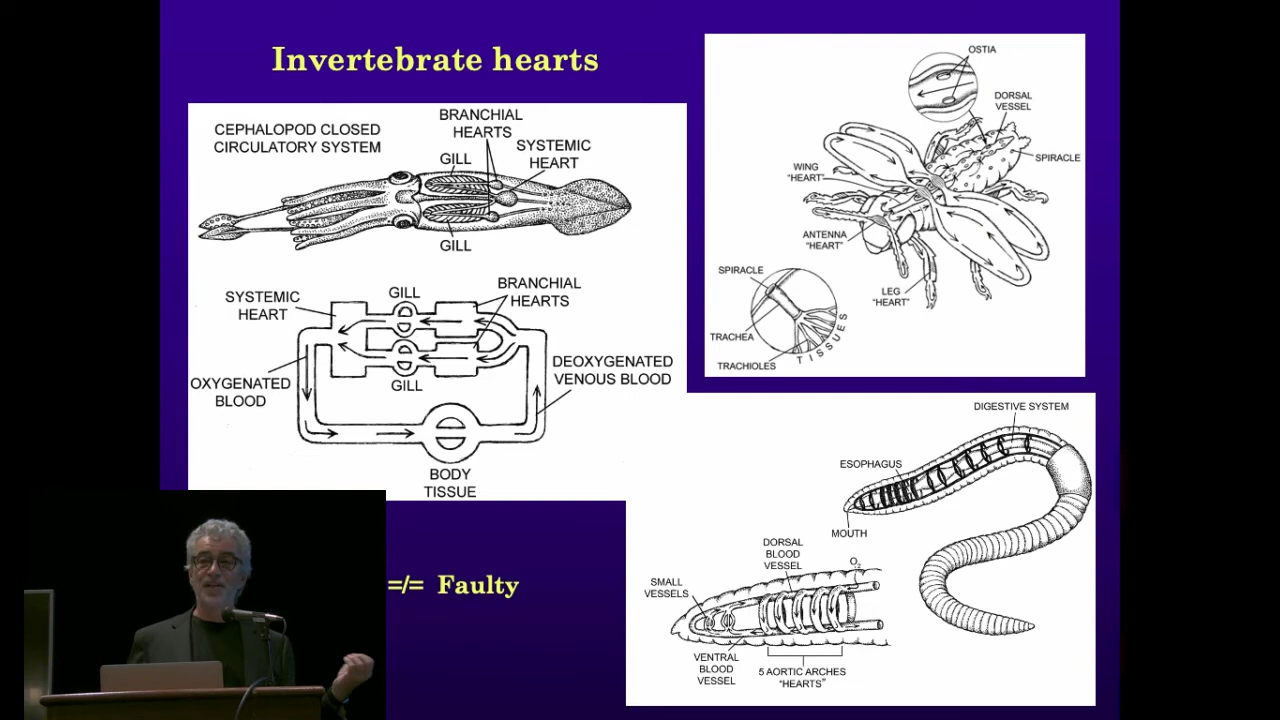 Invertebrate hearts
CEPHALOPOD CLOSED
CIRCULATORY SYSTEM
BRANCHIAL
HEARTS
SYSTEMIC
HEART
GILL
GILL
SYSTEMIC
HEART
GILL
BRANCHIAL
HEARTS
OXYGENATED
BLOOD
GILL
DEOXYGENATED
VENOUS BLOOD
BODY
TISSUE
OSTIA
DORSAL
VESSEL
SPIRACLE
WING
"HEART"
ANTENNA
"HEART"
LEG
"HEART"
SPIRACLE
TRACHEA
TRACHIOLES
TISSUES
DIGESTIVE SYSTEM
ESOPHAGUS
MOUTH
DORSAL
BLOOD
VESSEL
O2
SMALL
VESSELS
VENTRAL
BLOOD
VESSEL
5 AORTIC ARCHES
"HEARTS"
=/= Faulty